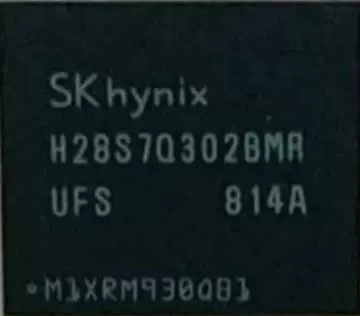 SKhynix
H28S7Q302BMR
UFS 814A
M1XRM930QB1